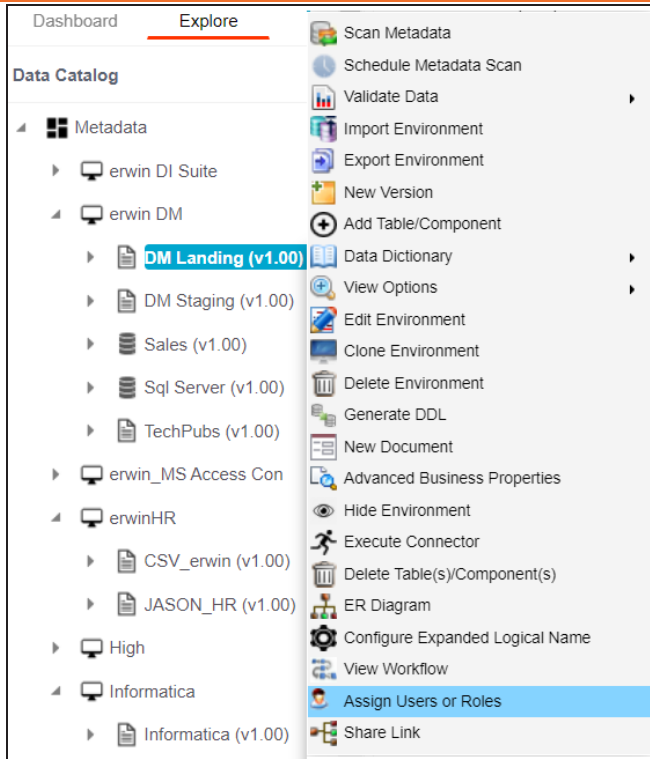 Dashboard
Explore
Data Catalog
Metadata
erwin DI Suite
erwin DM
DM Landing (v1.00)
DM Staging (v1.00)
Sales (v1.00)
Sql Server (v1.00)
TechPubs (v1.00)
erwin_MS Access Con
erwinHR
CSV_erwin (v1.00)
JASON_HR (v1.00)
High
Informatica
Informatica (v1.00)
Scan Metadata
Schedule Metadata Scan
Validate Data
Import Environment
Export Environment
New Version
Add Table/Component
Data Dictionary
View Options
Edit Environment
Clone Environment
Delete Environment
Generate DDL
New Document
Advanced Business Properties
Hide Environment
Execute Connector
Delete Table(s)/Component(s)
ER Diagram
Configure Expanded Logical Name
View Workflow
Assign Users or Roles
Share Link